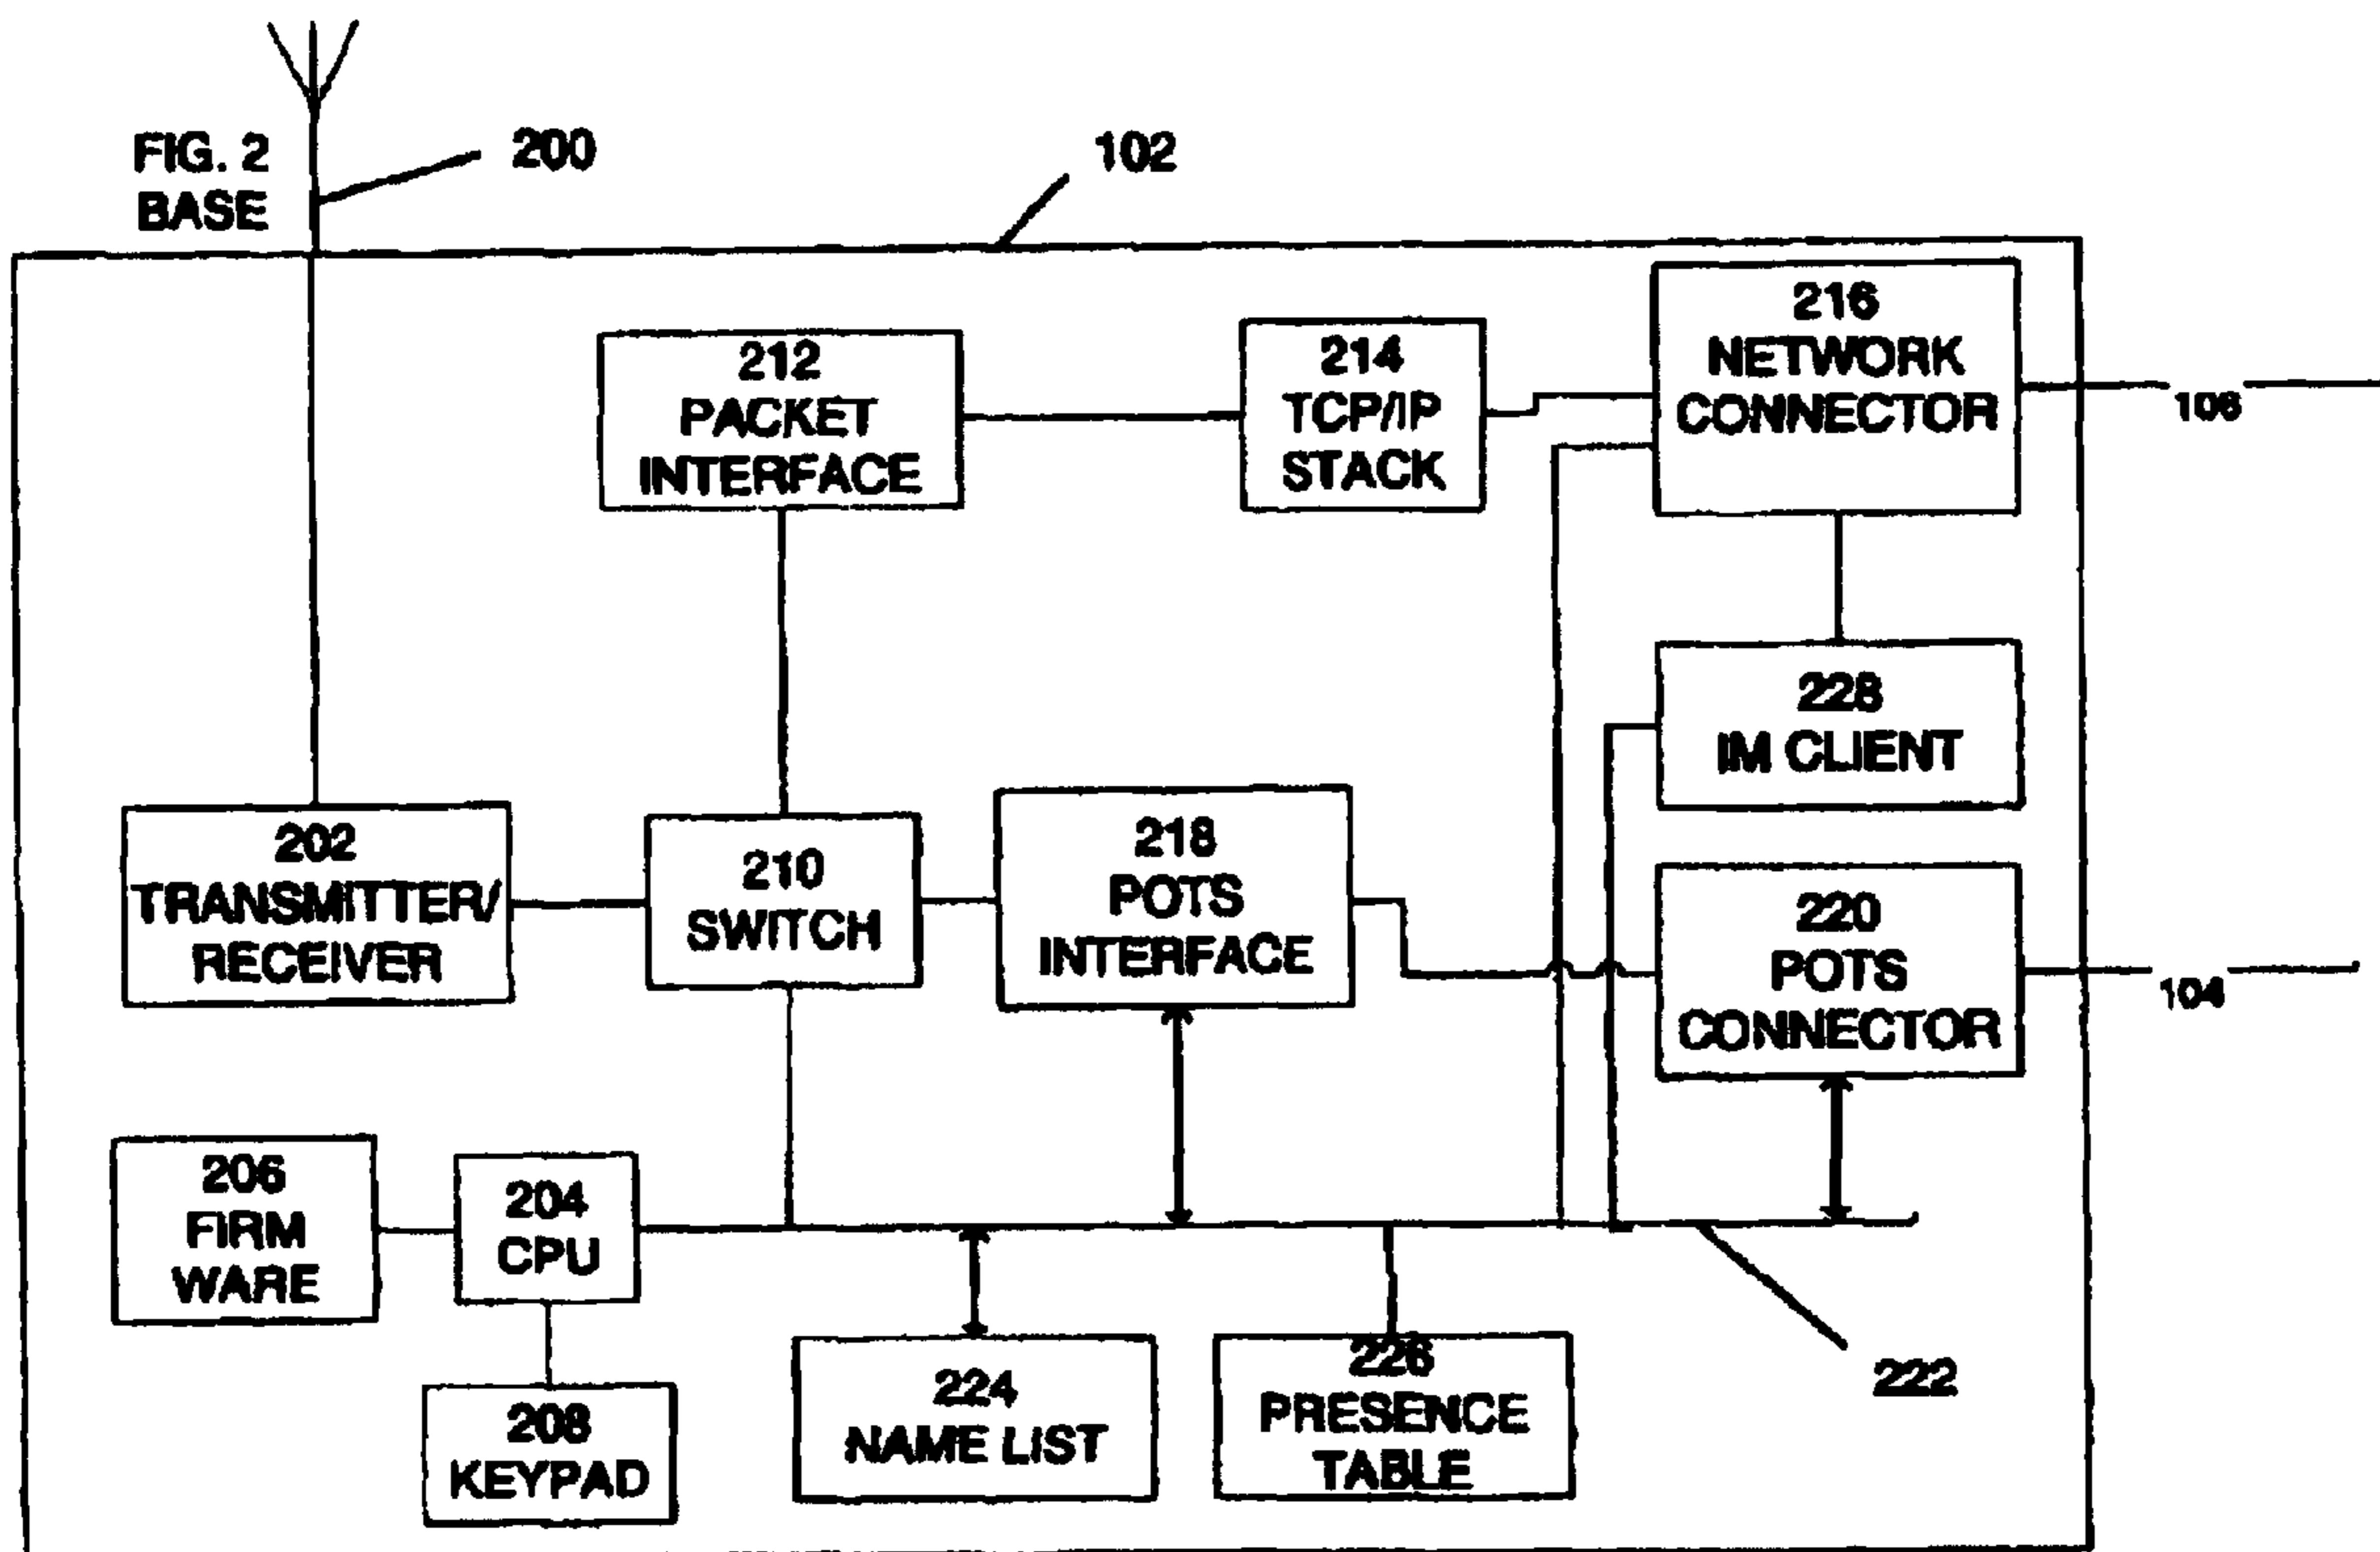 FIG. 2
BASE
200
102
212
PACKET
INTERFACE
214
TCP/IP
STACK
216
NETWORK
CONNECTOR
106
228
IM CLIENT
202
TRANSMITTER/
RECEIVER
210
SWITCH
218
POTS
INTERFACE
220
POTS
CONNECTOR
104
206
FIRM
WARE
204
CPU
208
KEYPAD
224
NAME LIST
226
PRESENCE
TABLE
222